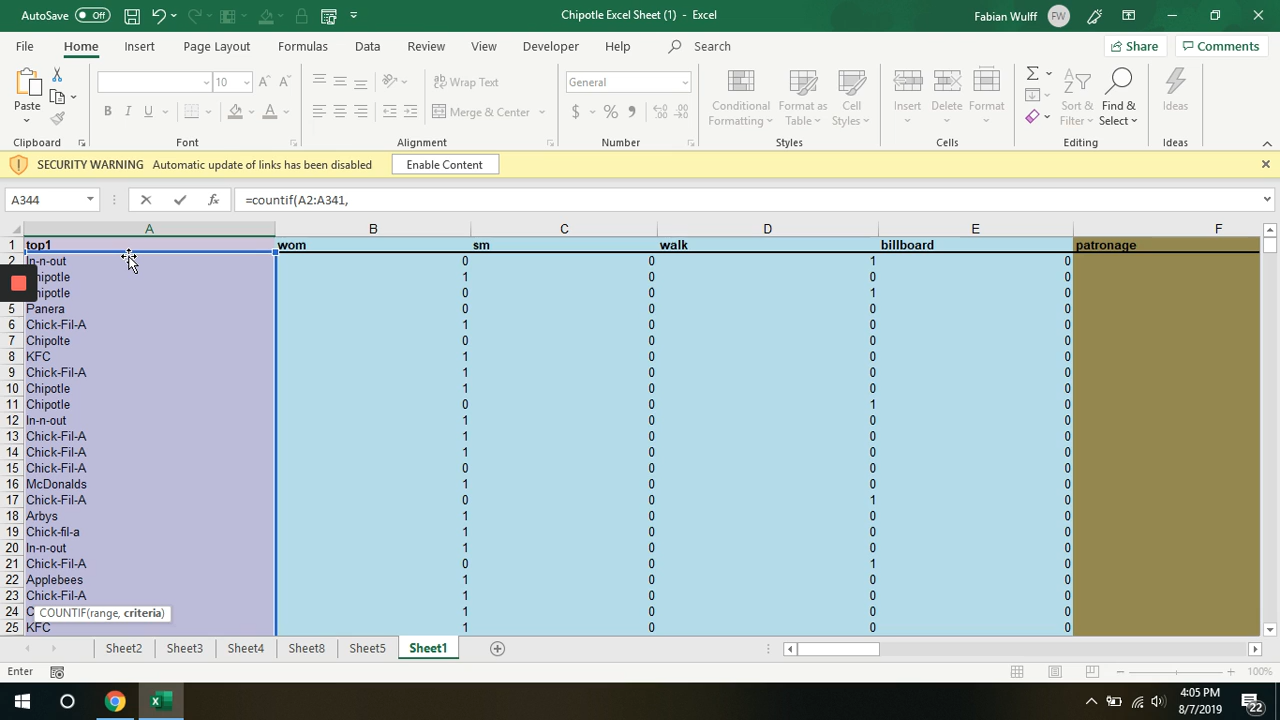 AutoSave Off Chipotle Excel Sheet (1) - Excel Fabian Wulff FW
File Home Insert Page Layout Formulas Data Review View Developer Help Search Share Comments
Paste 10 A A Wrap Text General Conditional Formatting Format as Table Cell Styles Insert Delete Format Sort & Filter Find & Select Ideas
B I U A Merge & Center $ % ,
Clipboard Font Alignment Number Styles Cells Editing Ideas
SECURITY WARNING Automatic update of links has been disabled Enable Content
A344 fx =countif(A2:A341,
A B C D E F
1 top1 wom sm walk billboard patronage
2 In-n-out 0 0 1 0
hipotle 1 0 0 0
hipotle 0 0 1 0
5 Panera 0 0 0 0
6 Chick-Fil-A 1 0 0 0
7 Chipolte 0 0 0 0
8 KFC 1 0 0 0
9 Chick-Fil-A 1 0 0 0
10 Chipotle 1 0 0 0
11 Chipotle 0 0 1 0
12 In-n-out 1 0 0 0
13 Chick-Fil-A 1 0 0 0
14 Chick-Fil-A 1 0 0 0
15 Chick-Fil-A 0 0 0 0
16 McDonalds 1 0 0 0
17 Chick-Fil-A 0 0 1 0
18 Arbys 1 0 0 0
19 Chick-fil-a 1 0 0 0
20 In-n-out 1 0 0 0
21 Chick-Fil-A 0 0 1 0
22 Applebees 1 0 0 0
23 Chick-Fil-A 1 0 0 0
24 C 1 0 0 0
COUNTIF(range, criteria)
25 KFC 1 0 0 0
Sheet2 Sheet3 Sheet4 Sheet8 Sheet5 Sheet1
Enter 100%
4:05 PM
8/7/2019 22